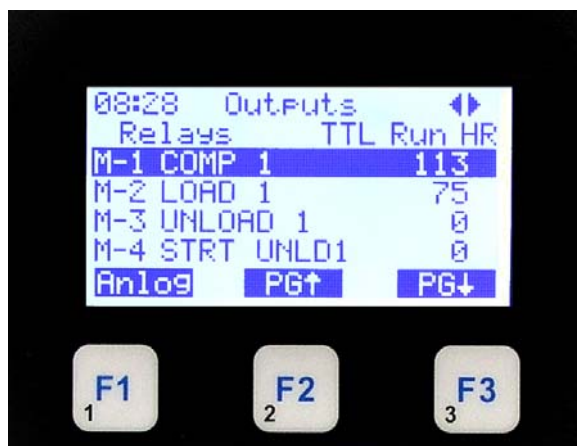 08:28 Outputs ◀▶
Relays TTL Run HR
M-1 COMP 1 113
M-2 LOAD 1 75
M-3 UNLOAD 1 0
M-4 STRT UNLD1 0
Anlog PG↑ PG↓
F1 F2 F3
1 2 3